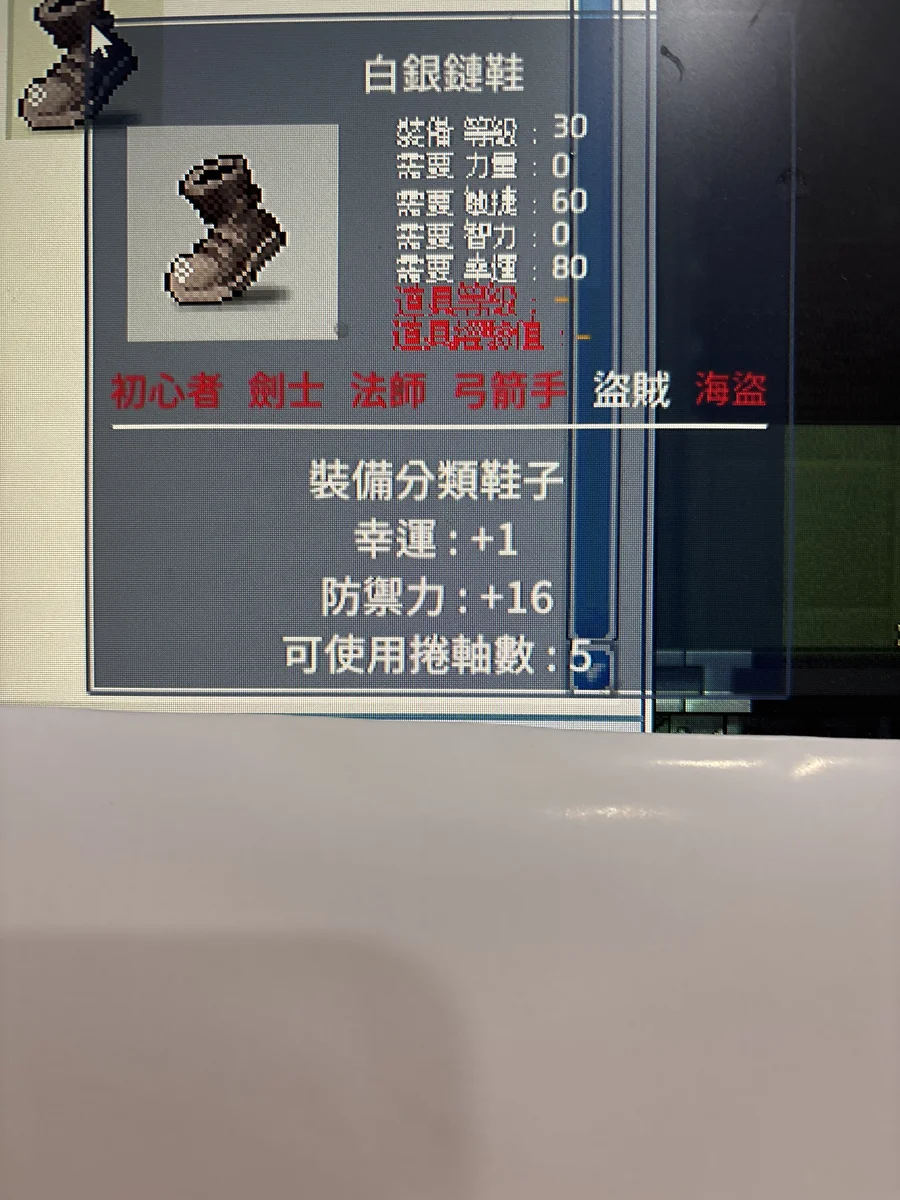 白銀鏈鞋
裝備 等級 : 30
需要 力量 : 0
需要 敏捷 : 60
需要 智力 : 0
需要 幸運 : 80
道具等級 : -
道具經驗值 : -
初心者 劍士 法師 弓箭手 盜賊 海盜
裝備分類鞋子
幸運 : +1
防禦力 : +16
可使用捲軸數 : 5